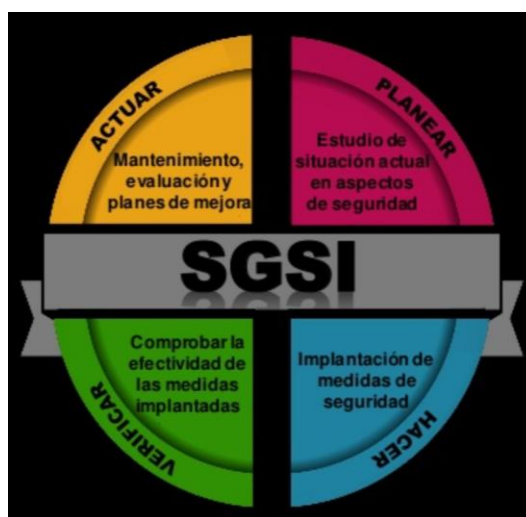 ACTUAR
Mantenimiento,
evaluación y
planes de mejora
PLANEAR
Estudio de
situación actual
en aspectos
de seguridad
SGSI
Comprobar la
efectividad de
las medidas
implantadas
VERIFICAR
Implantación de
medidas de
seguridad
HACER